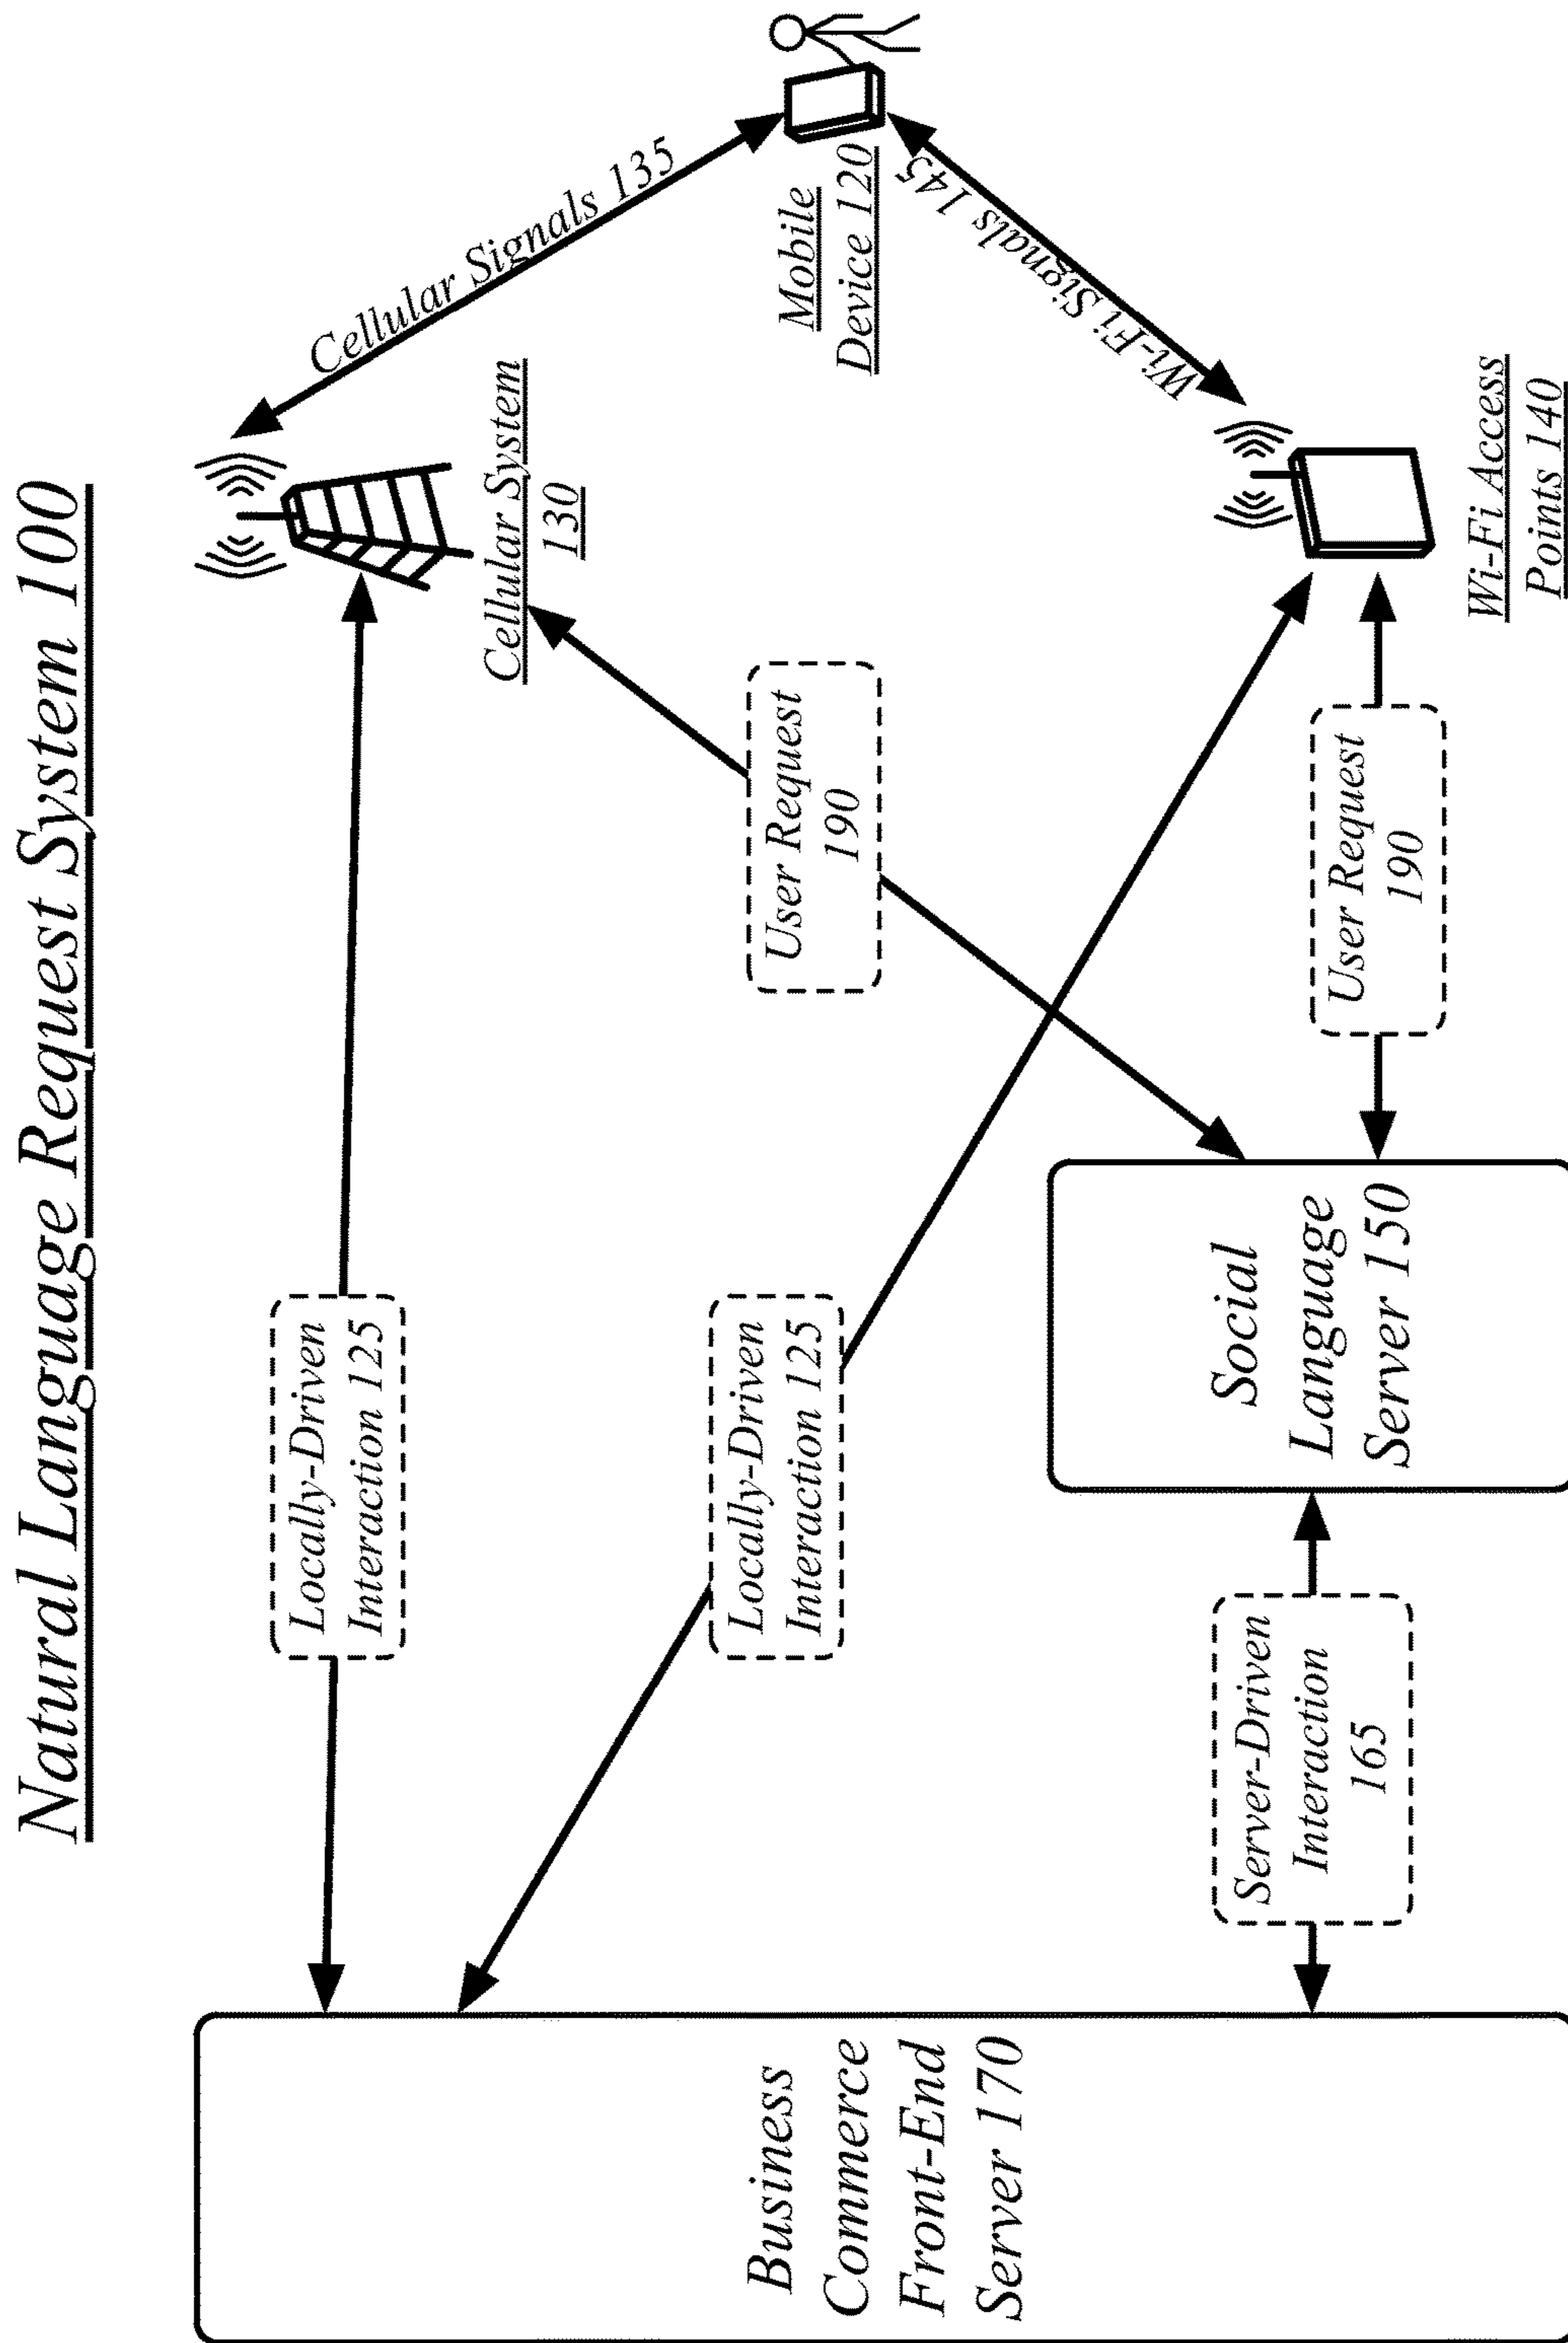 Natural Language Request System 100
Cellular Signals 135
Cellular System
130
Mobile
Device 120
Wi-Fi Signals 145
Wi-Fi Access
Points 140
Locally-Driven
Interaction 125
User Request
190
Locally-Driven
Interaction 125
User Request
190
Social
Language
Server 150
Server-Driven
Interaction
165
Business
Commerce
Front-End
Server 170